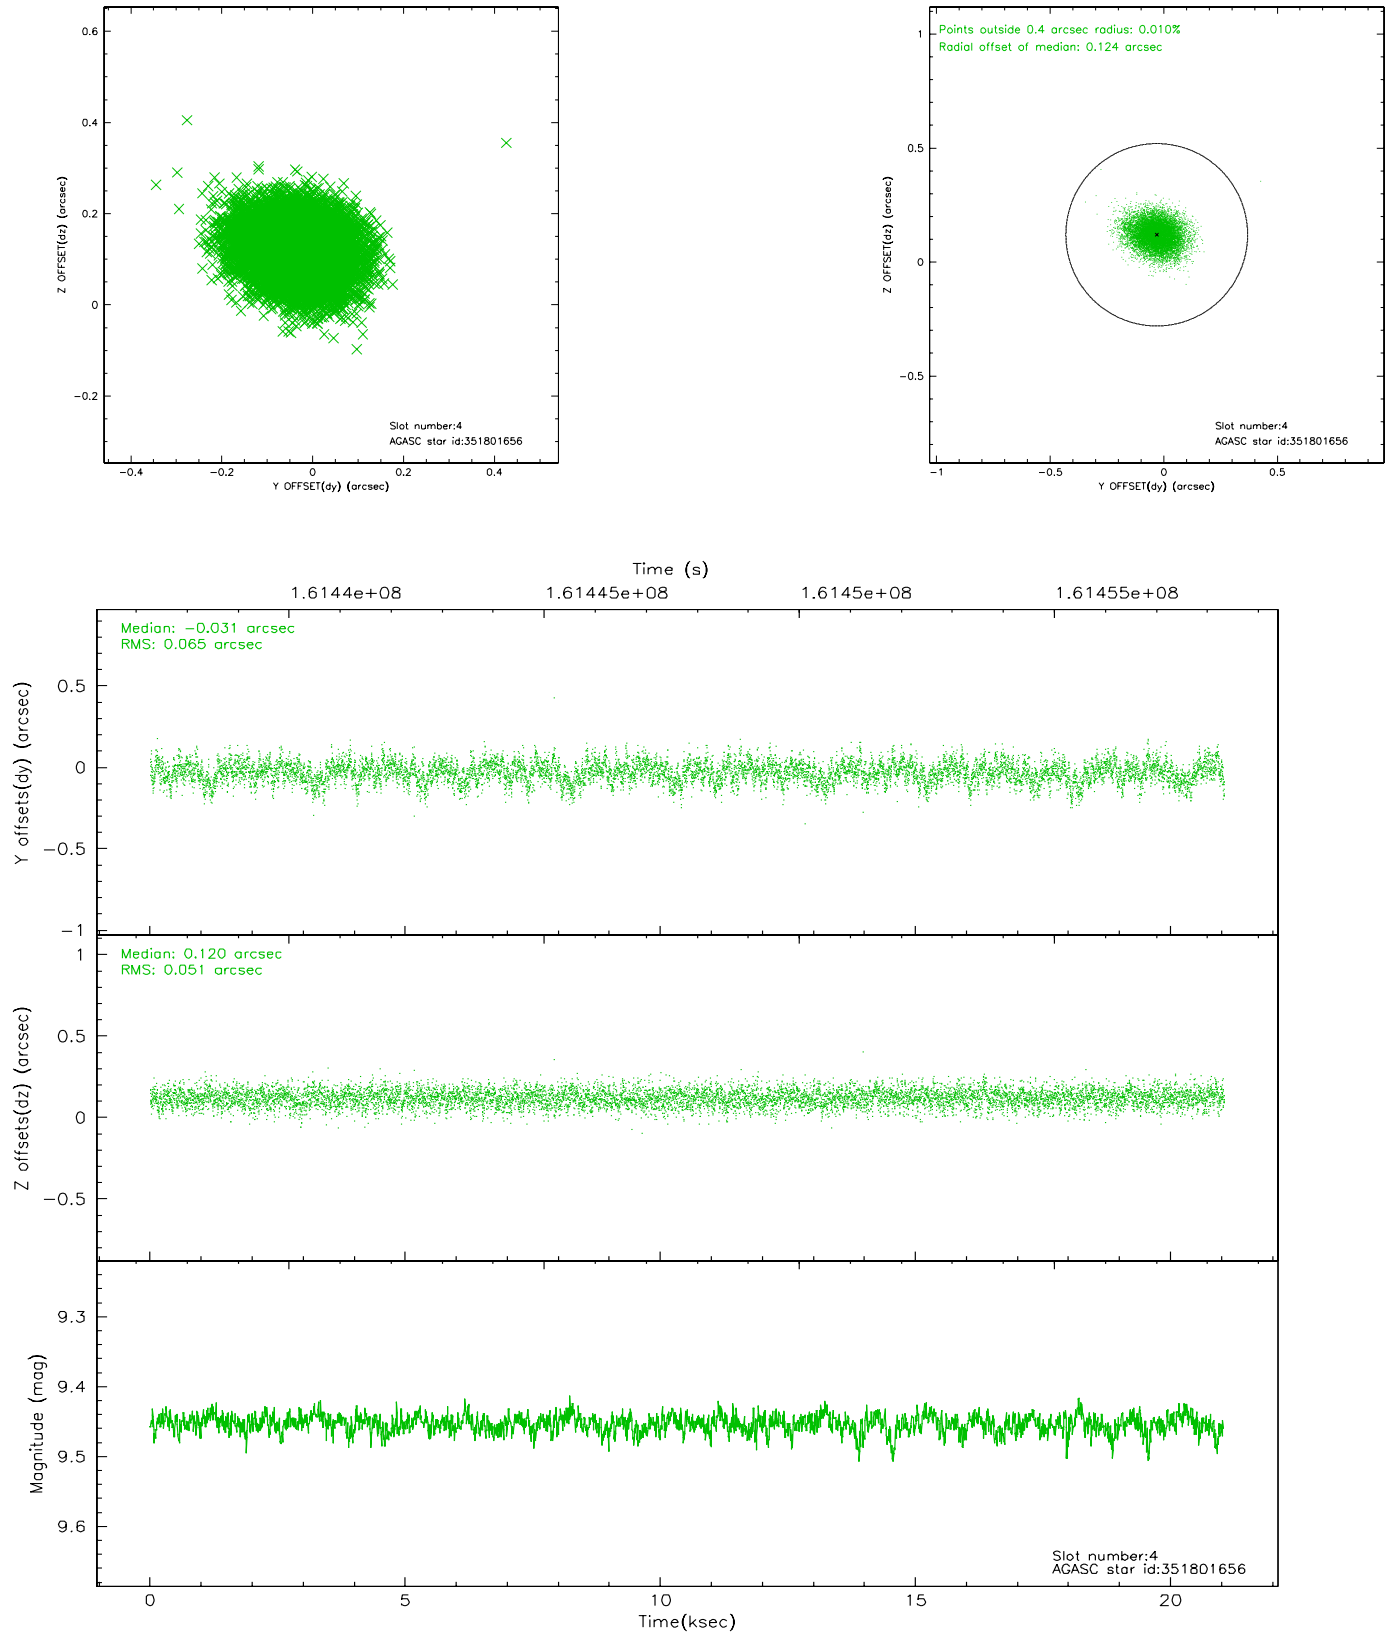 0.6
0.4
0.2
0
-0.2
Z OFFSET(dz) (arcsec)
Slot number:4
AGASC star id:351801656
-0.4 -0.2 0 0.2 0.4
Y OFFSET(dy) (arcsec)
Points outside 0.4 arcsec radius: 0.010%
Radial offset of median: 0.124 arcsec
1
0.5
0
-0.5
Z OFFSET(dz) (arcsec)
Slot number:4
AGASC star id:351801656
-1 -0.5 0 0.5
Y OFFSET(dy) (arcsec)
Time (s)
1.6144e+08 1.61445e+08 1.6145e+08 1.61455e+08
Median: -0.031 arcsec
RMS: 0.065 arcsec
0.5
0
-0.5
-1
Y offsets(dy) (arcsec)
Median: 0.120 arcsec
RMS: 0.051 arcsec
1
0.5
0
-0.5
Z offsets(dz) (arcsec)
9.3
9.4
9.5
9.6
Magnitude (mag)
Slot number:4
AGASC star id:351801656
0 5 10 15 20
Time(ksec)